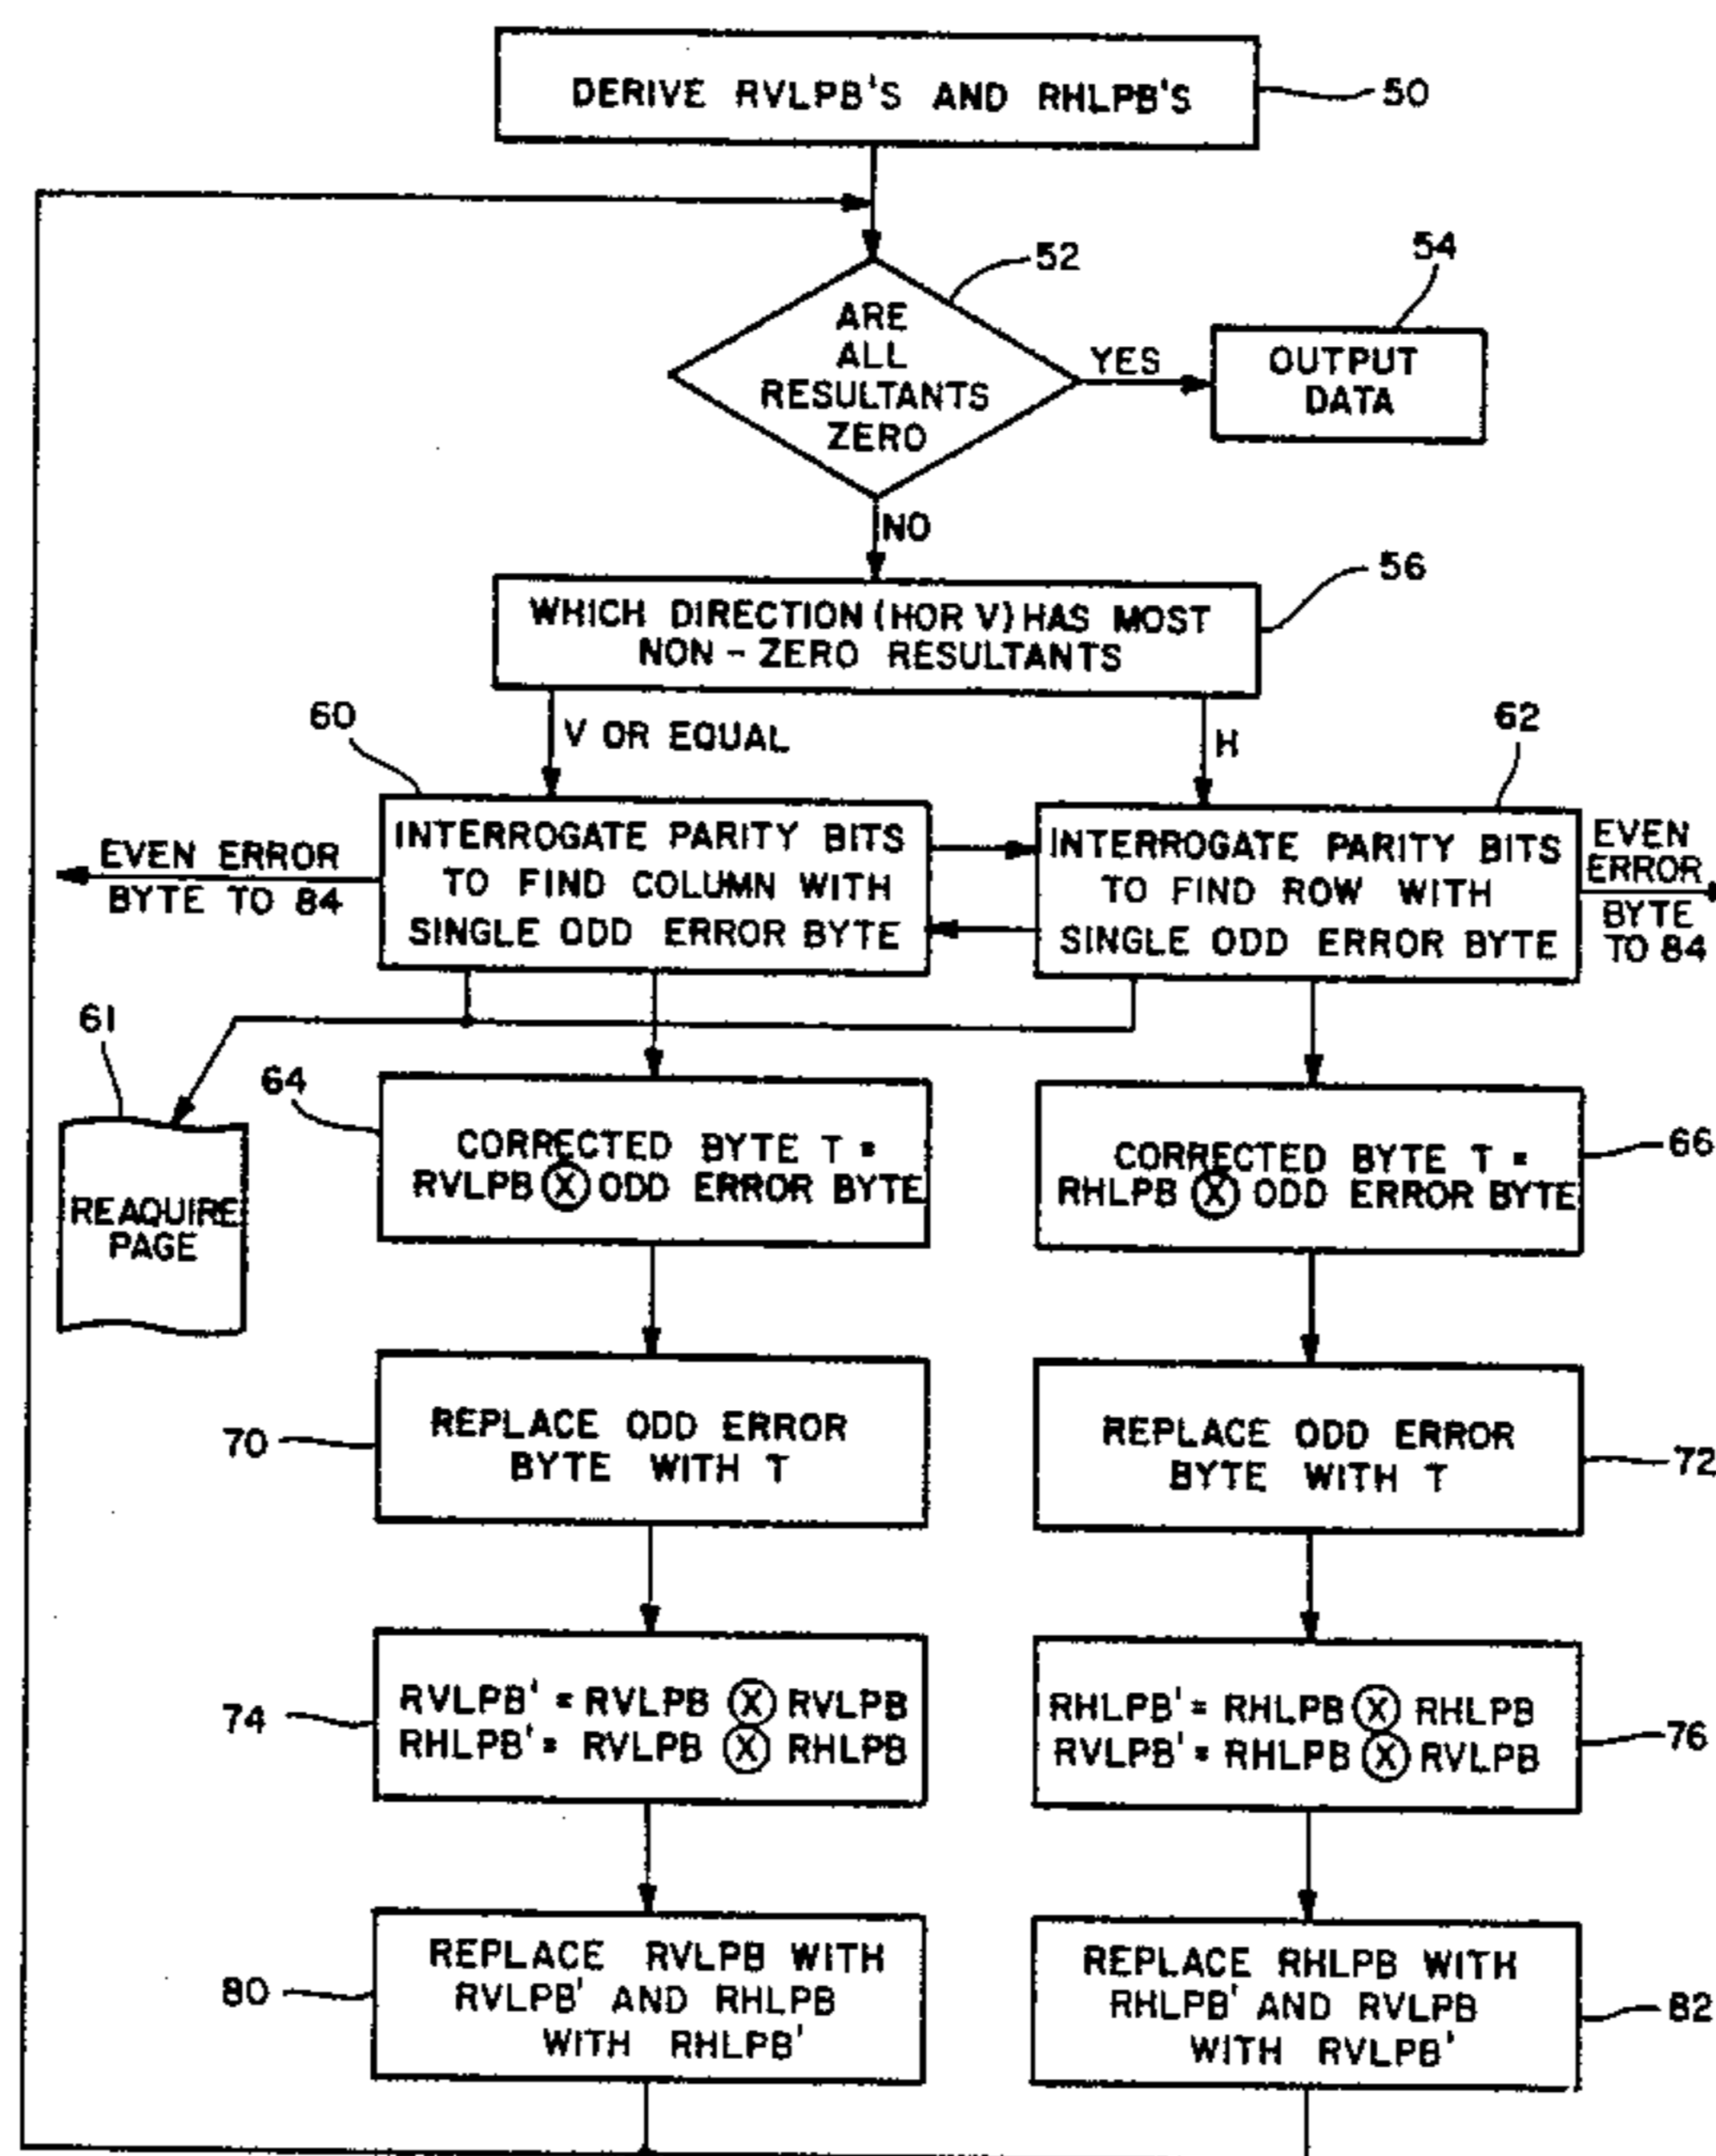 DERIVE RVLPB'S AND RHLPB'S
50
52
ARE
ALL
RESULTANTS
ZERO
YES
54
OUTPUT
DATA
NO
56
WHICH DIRECTION (HOR V) HAS MOST
NON - ZERO RESULTANTS
60
V OR EQUAL
H
62
EVEN ERROR
BYTE TO 84
INTERROGATE PARITY BITS
TO FIND COLUMN WITH
SINGLE ODD ERROR BYTE
INTERROGATE PARITY BITS
TO FIND ROW WITH
SINGLE ODD ERROR BYTE
EVEN
ERROR
BYTE
TO 84
61
REAQUIRE
PAGE
64
CORRECTED BYTE T =
RVLPB Ⓧ ODD ERROR BYTE
CORRECTED BYTE T =
RHLPB Ⓧ ODD ERROR BYTE
66
70
REPLACE ODD ERROR
BYTE WITH T
REPLACE ODD ERROR
BYTE WITH T
72
74
RVLPB' = RVLPB Ⓧ RVLPB
RHLPB' = RVLPB Ⓧ RHLPB
RHLPB' = RHLPB Ⓧ RHLPB
RVLPB' = RHLPB Ⓧ RVLPB
76
80
REPLACE RVLPB WITH
RVLPB' AND RHLPB
WITH RHLPB'
REPLACE RHLPB WITH
RHLPB' AND RVLPB
WITH RVLPB'
82